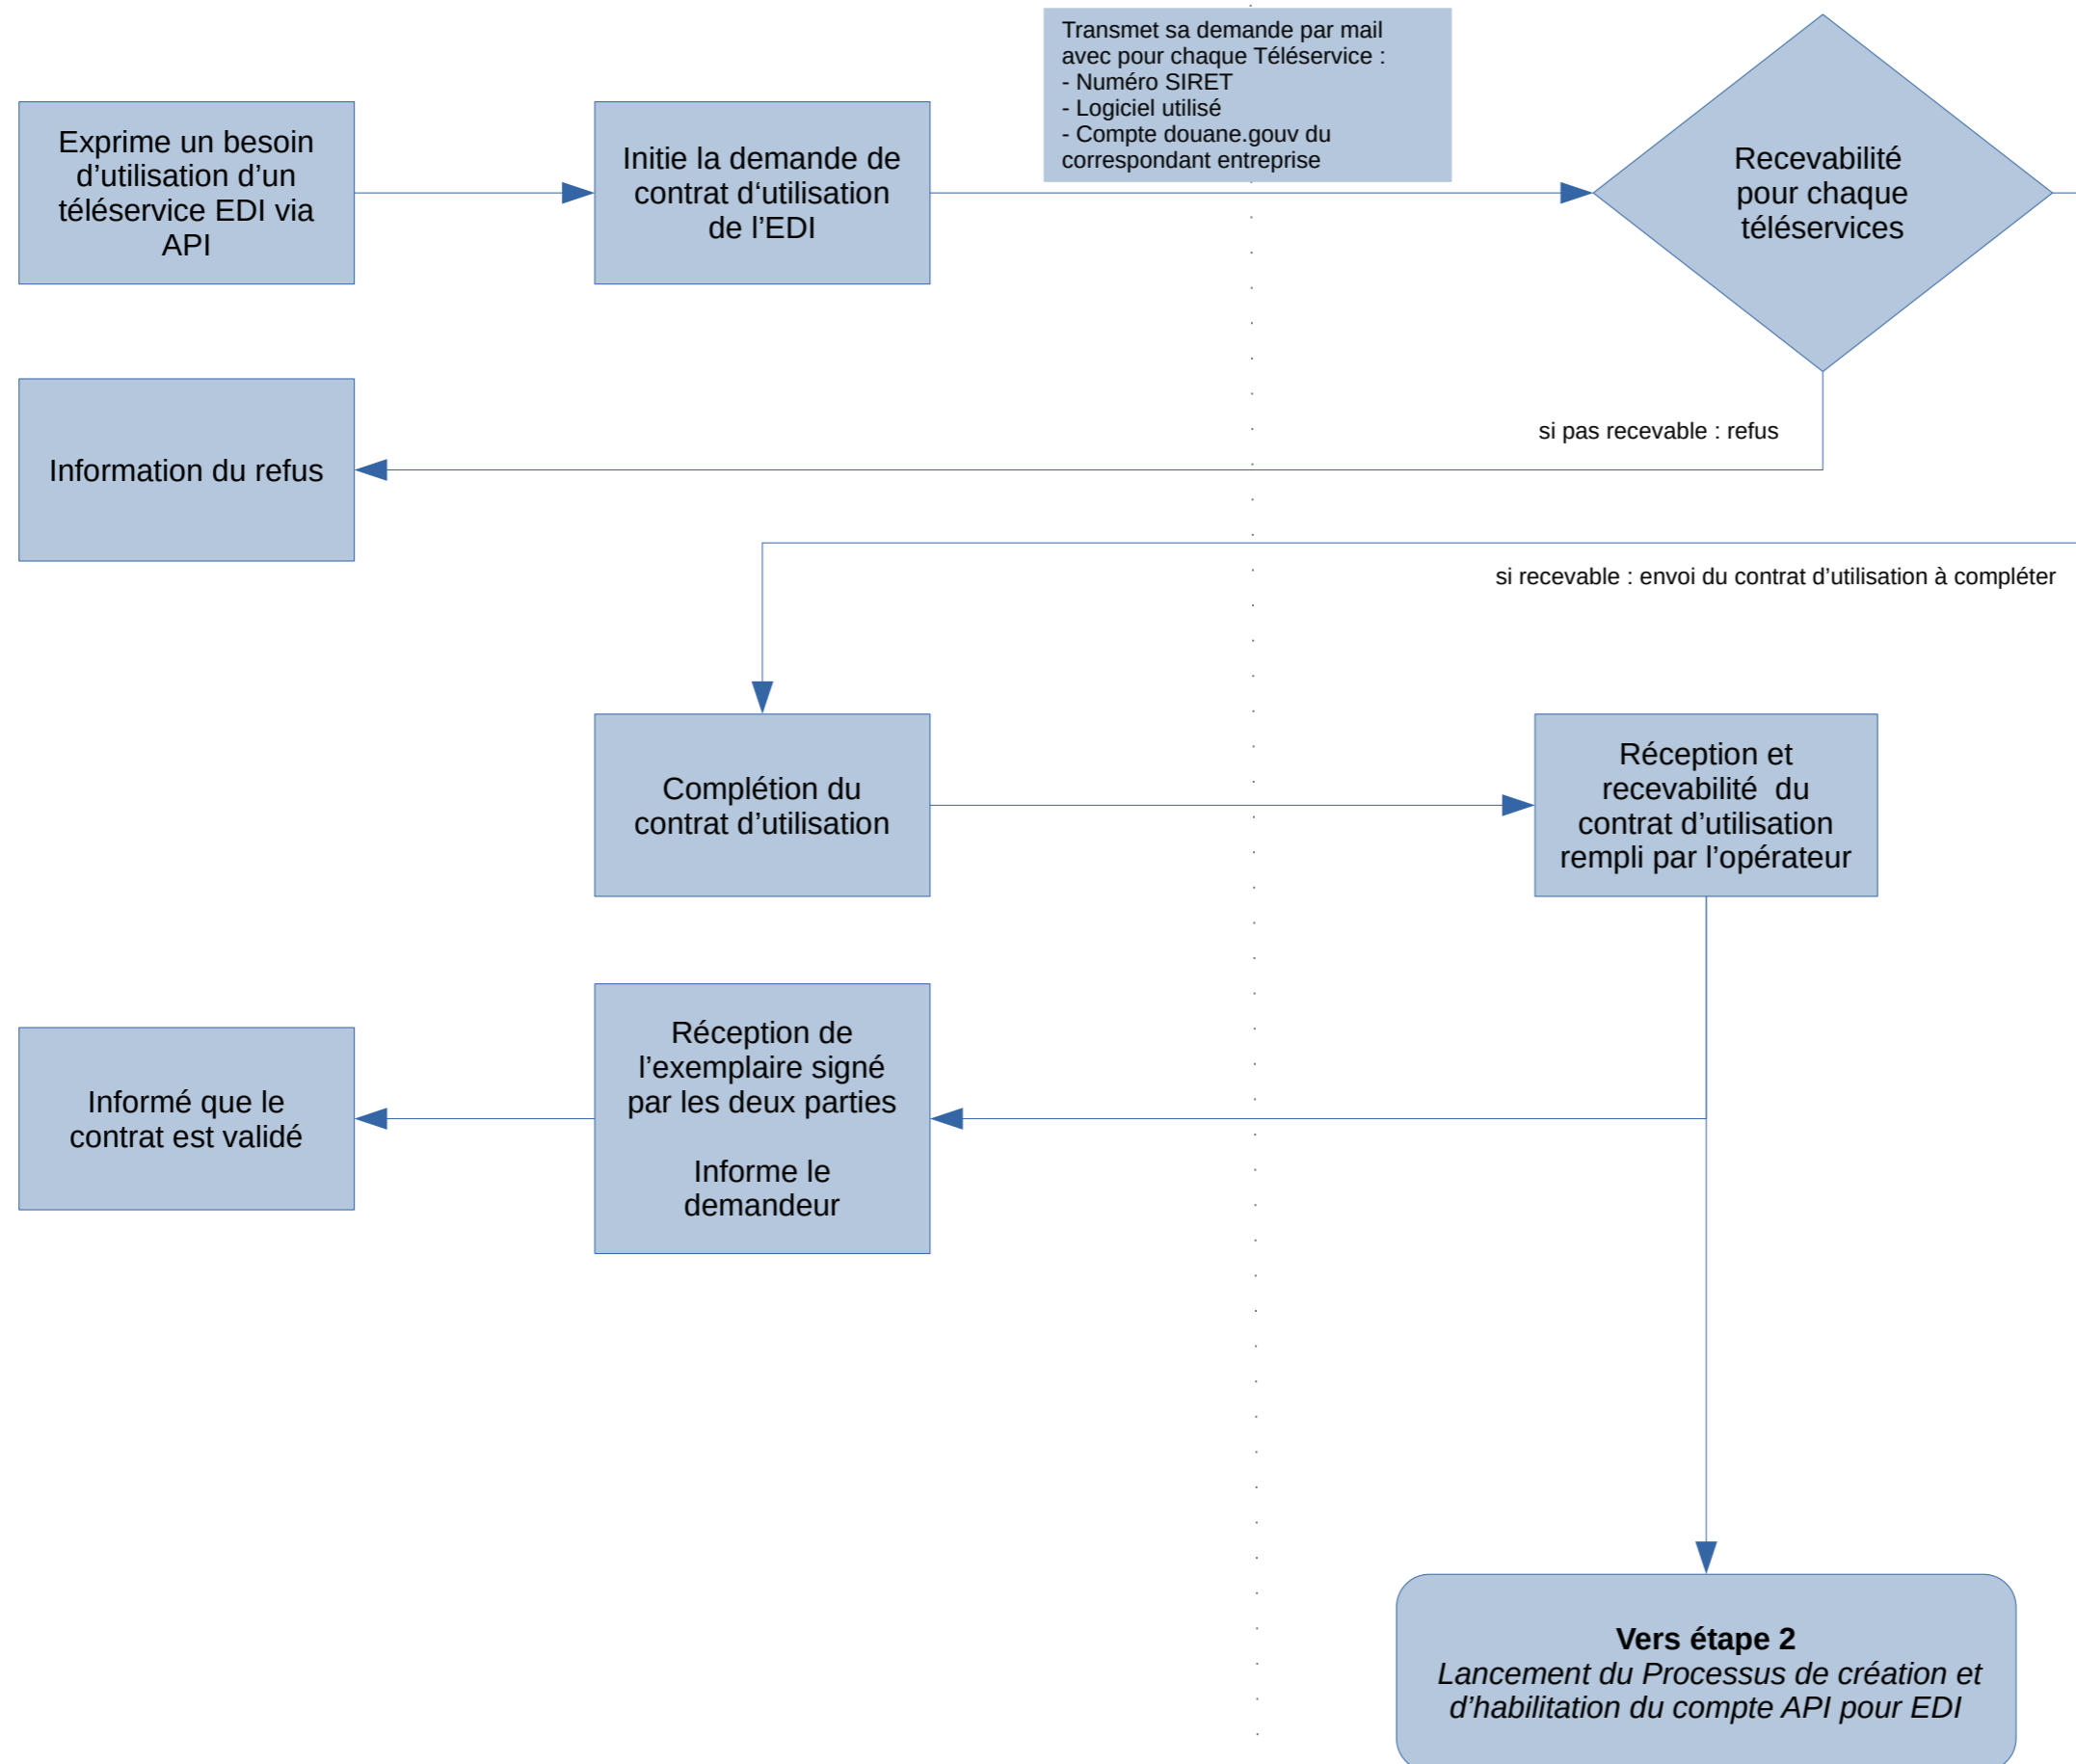 Transmet sa demande par mail
avec pour chaque Téléservice :
- Numéro SIRET
- Logiciel utilisé
- Compte douane.gouv du
correspondant entreprise
Exprime un besoin
d’utilisation d’un
téléservice EDI via
API
Initie la demande de
contrat d‘utilisation
de l’EDI
Recevabilité
pour chaque
téléservices
Information du refus
si pas recevable : refus
si recevable : envoi du contrat d’utilisation à compléter
Complétion du
contrat d’utilisation
Réception et
recevabilité  du
contrat d’utilisation
rempli par l’opérateur
Informé que le
contrat est validé
Réception de
l’exemplaire signé
par les deux parties
Informe le
demandeur
Vers étape 2
Lancement du Processus de création et
d’habilitation du compte API pour EDI